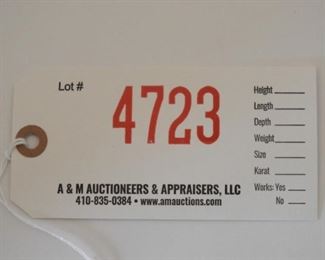 Lot #
4723
Height
Length
Depth
Weight
Size
Karat
Works: Yes
No
A & M AUCTIONEERS & APPRAISERS, LLC
410-835-0384 • www.amauctions.com